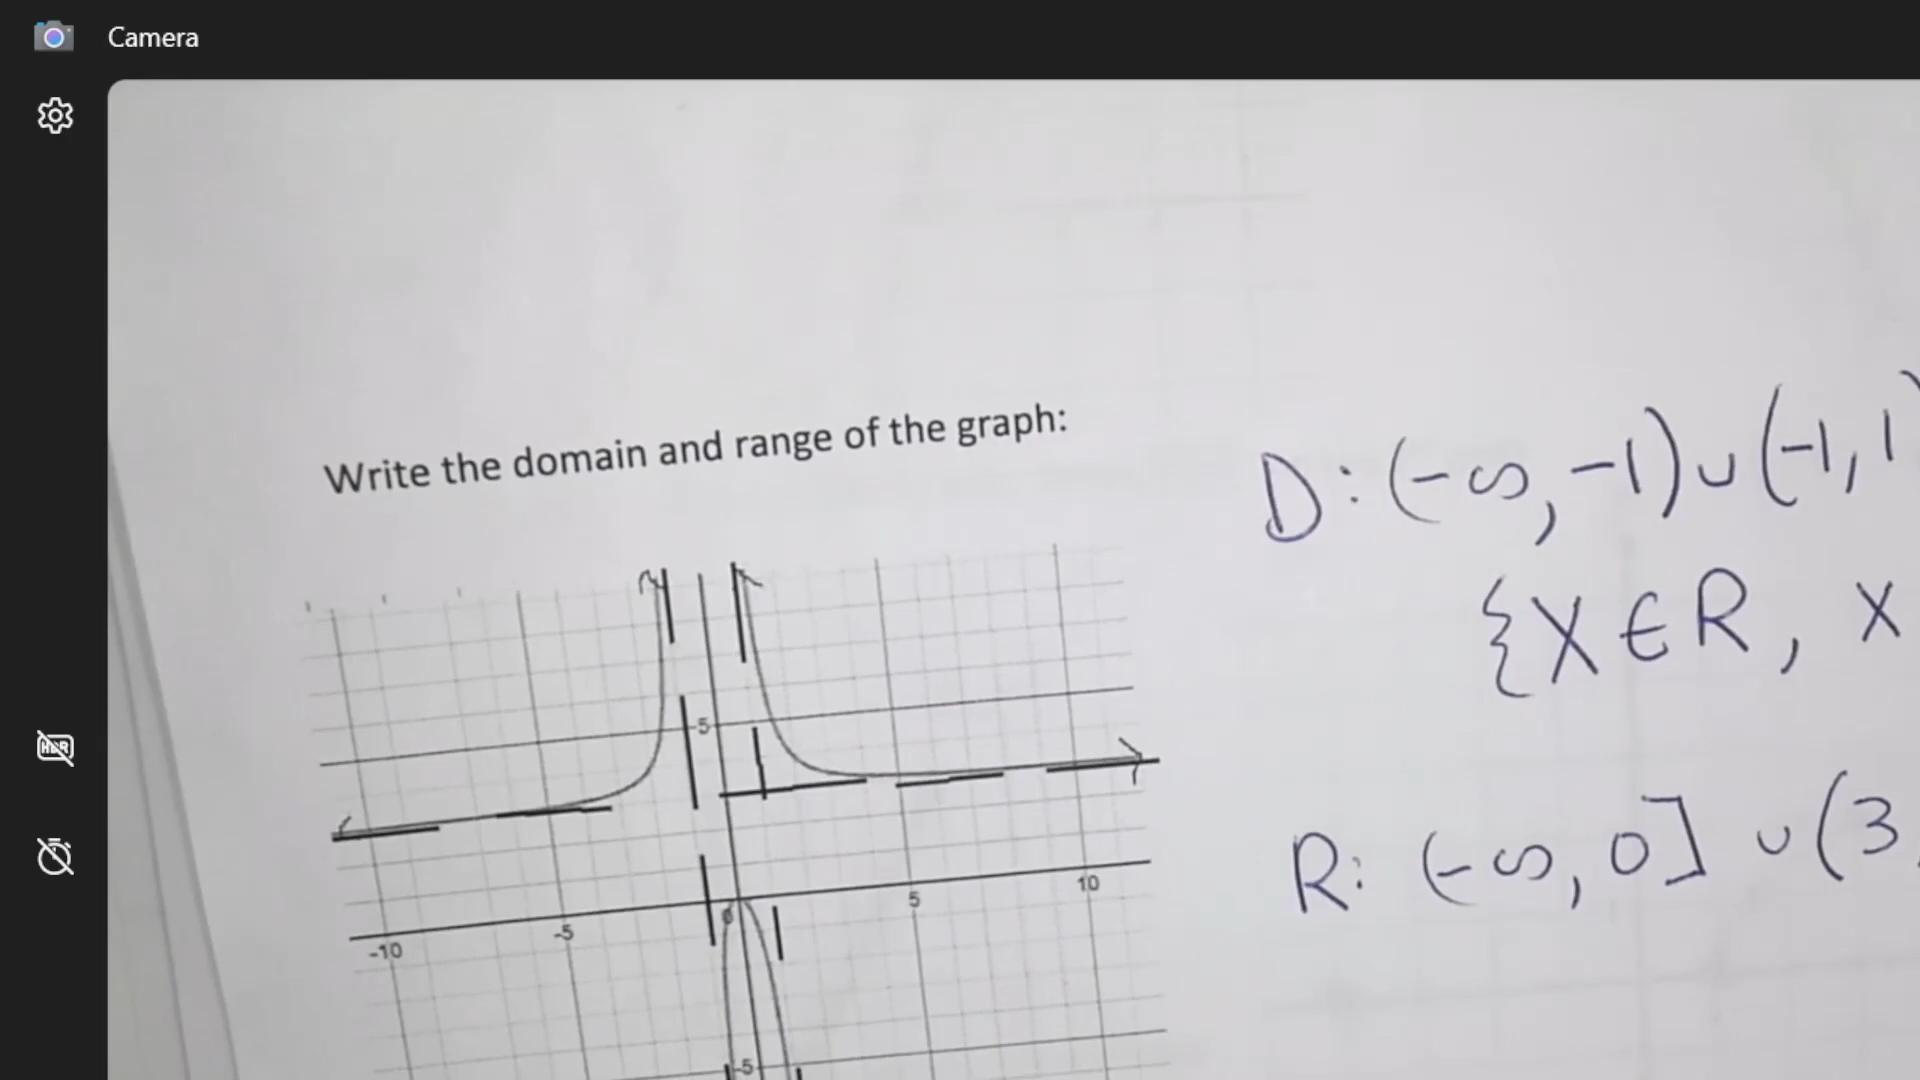 Camera
Write the domain and range of the graph:
D: (-∞, -1) ∪ (-1, 1)
{X ∈ R, X
R: (-∞, 0] ∪ (3,
5
-10
-5
0
5
10
-5